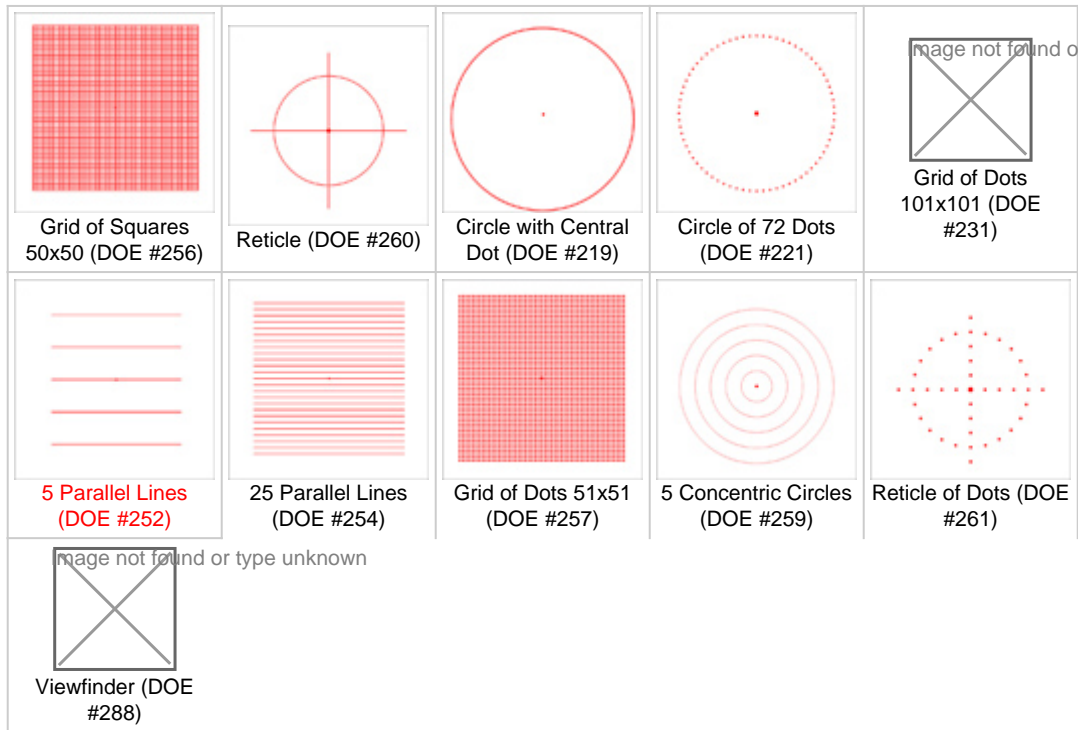 Image not found o
Grid of Squares
50x50 (DOE #256)
Reticle (DOE #260)
Circle with Central
Dot (DOE #219)
Circle of 72 Dots
(DOE #221)
Grid of Dots
101x101 (DOE
#231)
5 Parallel Lines
(DOE #252)
25 Parallel Lines
(DOE #254)
Grid of Dots 51x51
(DOE #257)
5 Concentric Circles
(DOE #259)
Reticle of Dots (DOE
#261)
Image not found or type unknown
Viewfinder (DOE
#288)